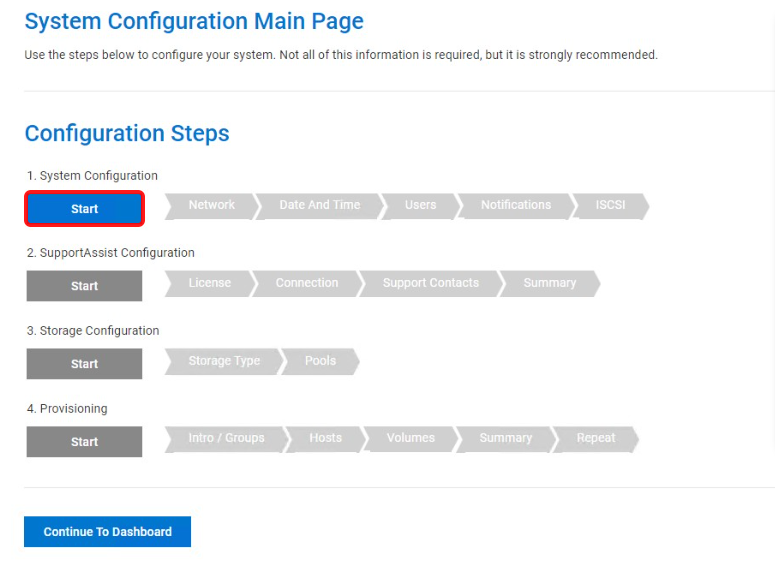 System Configuration Main Page
Use the steps below to configure your system. Not all of this information is required, but it is strongly recommended.
Configuration Steps
1. System Configuration
Start Network Date And Time Users Notifications ISCSI
2. SupportAssist Configuration
Start License Connection Support Contacts Summary
3. Storage Configuration
Start Storage Type Pools
4. Provisioning
Start Intro / Groups Hosts Volumes Summary Repeat
Continue To Dashboard